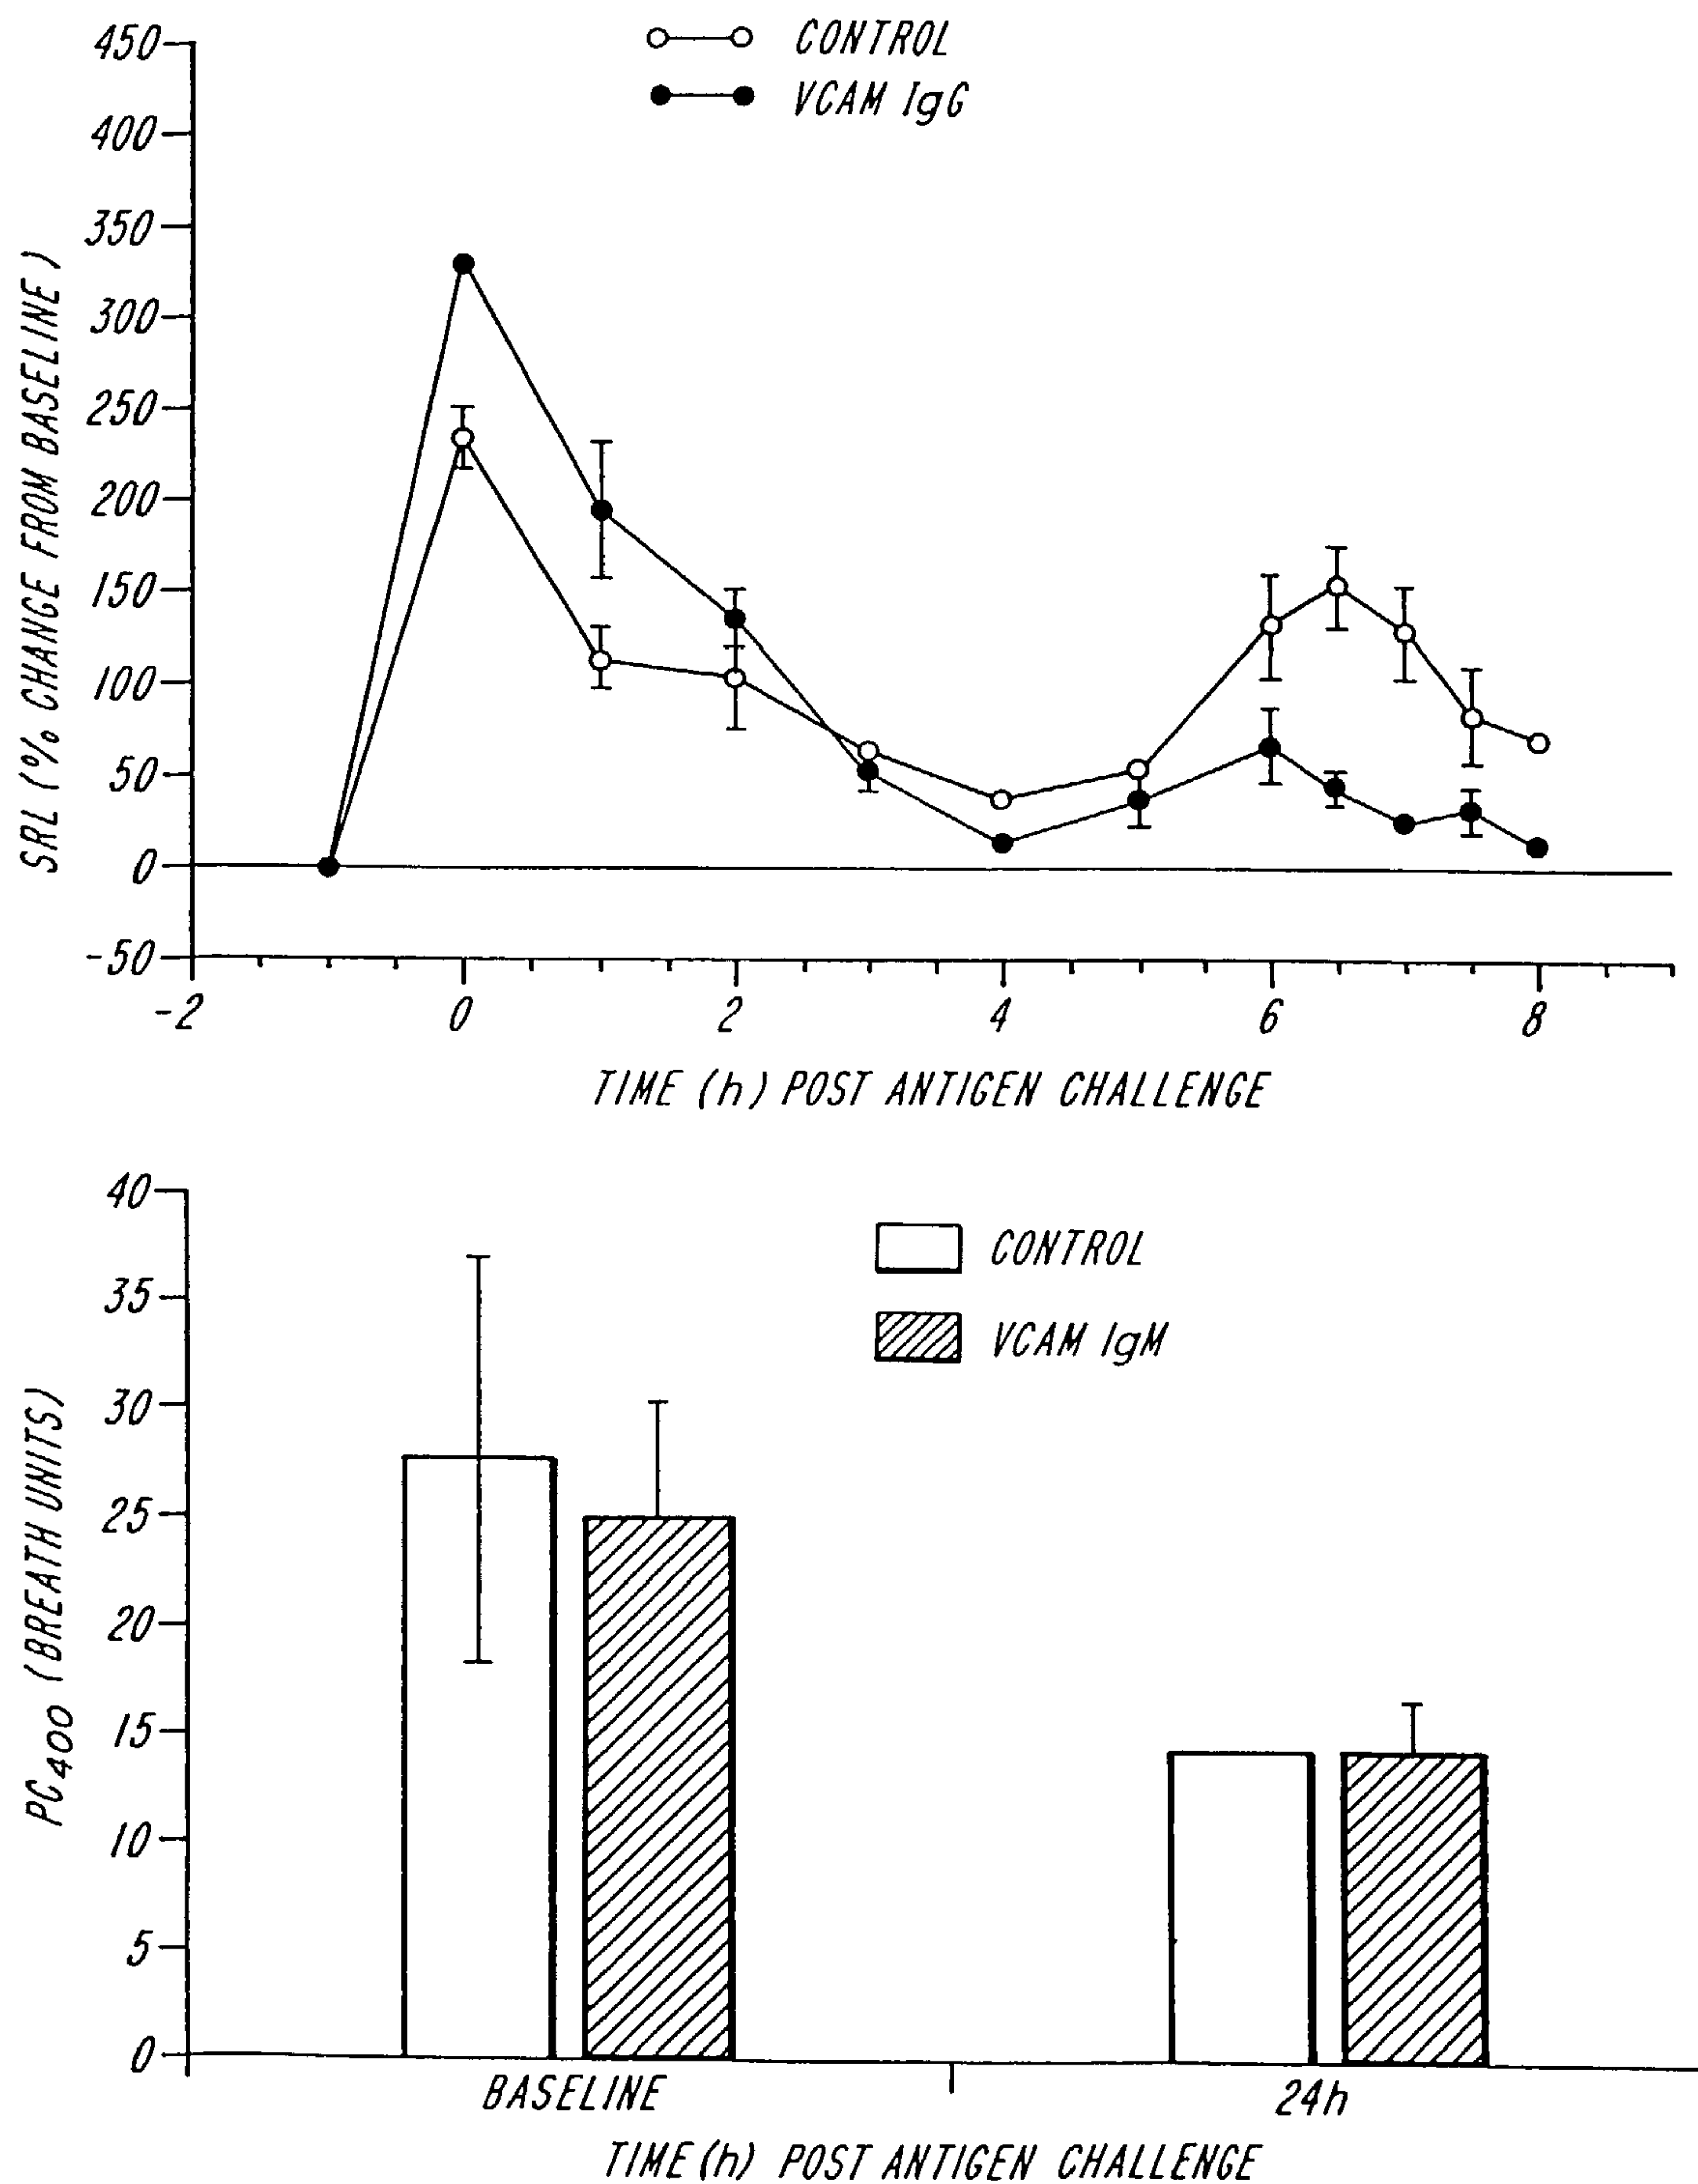 CONTROL
VCAM IgG
450
400
350
300
250
200
150
100
50
0
-50
SRL (% CHANGE FROM BASELINE)
-2 0 2 4 6 8
TIME (h) POST ANTIGEN CHALLENGE
40
35
30
25
20
15
10
5
0
PC400 (BREATH UNITS)
CONTROL
VCAM IgM
BASELINE 24h
TIME (h) POST ANTIGEN CHALLENGE